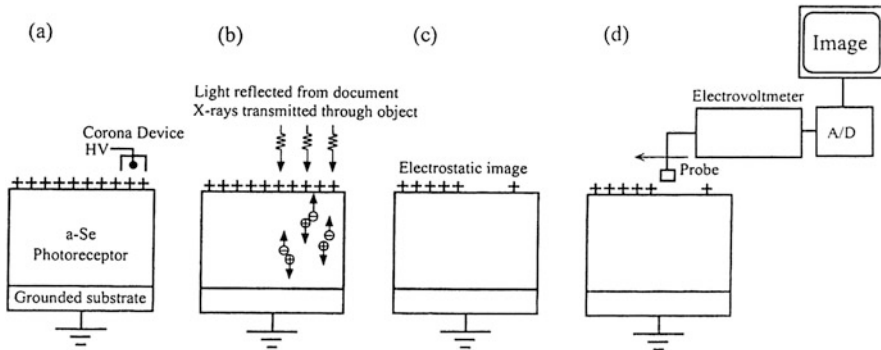 (a)
(b)
(c)
(d)
Image
Light reflected from document
X-rays transmitted through object
Electrovoltmeter
A/D
Corona Device
HV
Probe
Electrostatic image
+ + + + + + + + + +
+ + + + + + + + + + +
+ + + + + +
+ + + + + +
a-Se
Photoreceptor
Grounded substrate